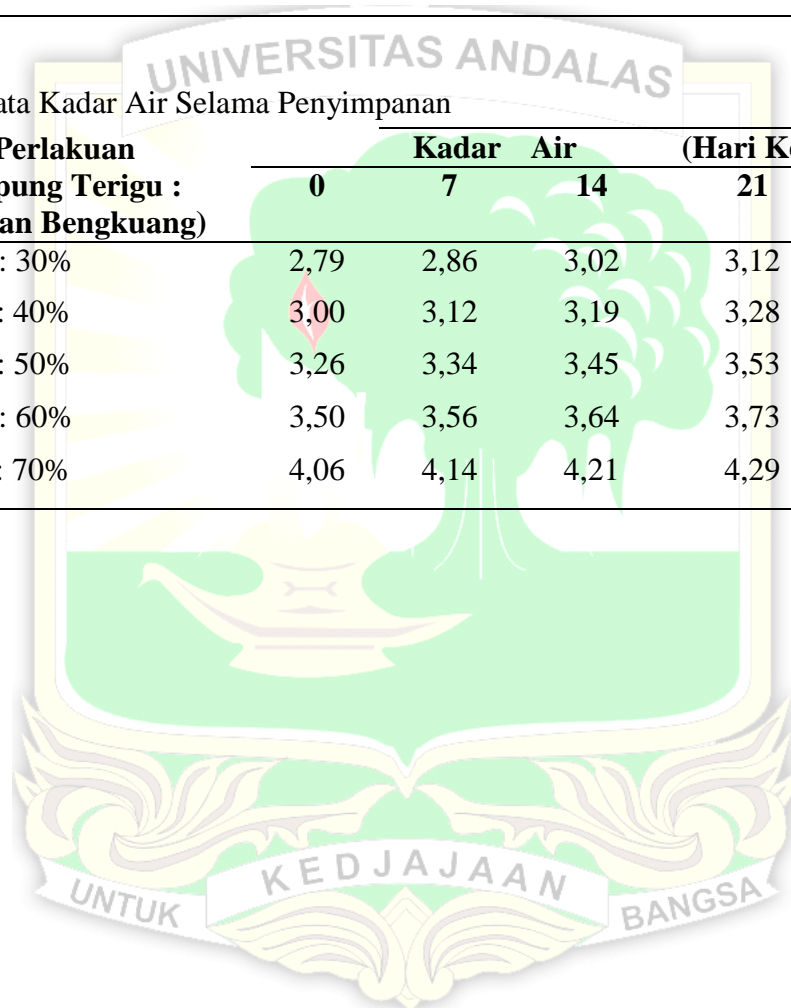 UNIVERSITAS ANDALAS
ata Kadar Air Selama Penyimpanan
Perlakuan Kadar Air (Hari Ke
pung Terigu : 0 7 14 21
an Bengkuang)
: 30% 2,79 2,86 3,02 3,12
: 40% 3,00 3,12 3,19 3,28
: 50% 3,26 3,34 3,45 3,53
: 60% 3,50 3,56 3,64 3,73
: 70% 4,06 4,14 4,21 4,29
UNTUK KEDJAJAAN BANGSA